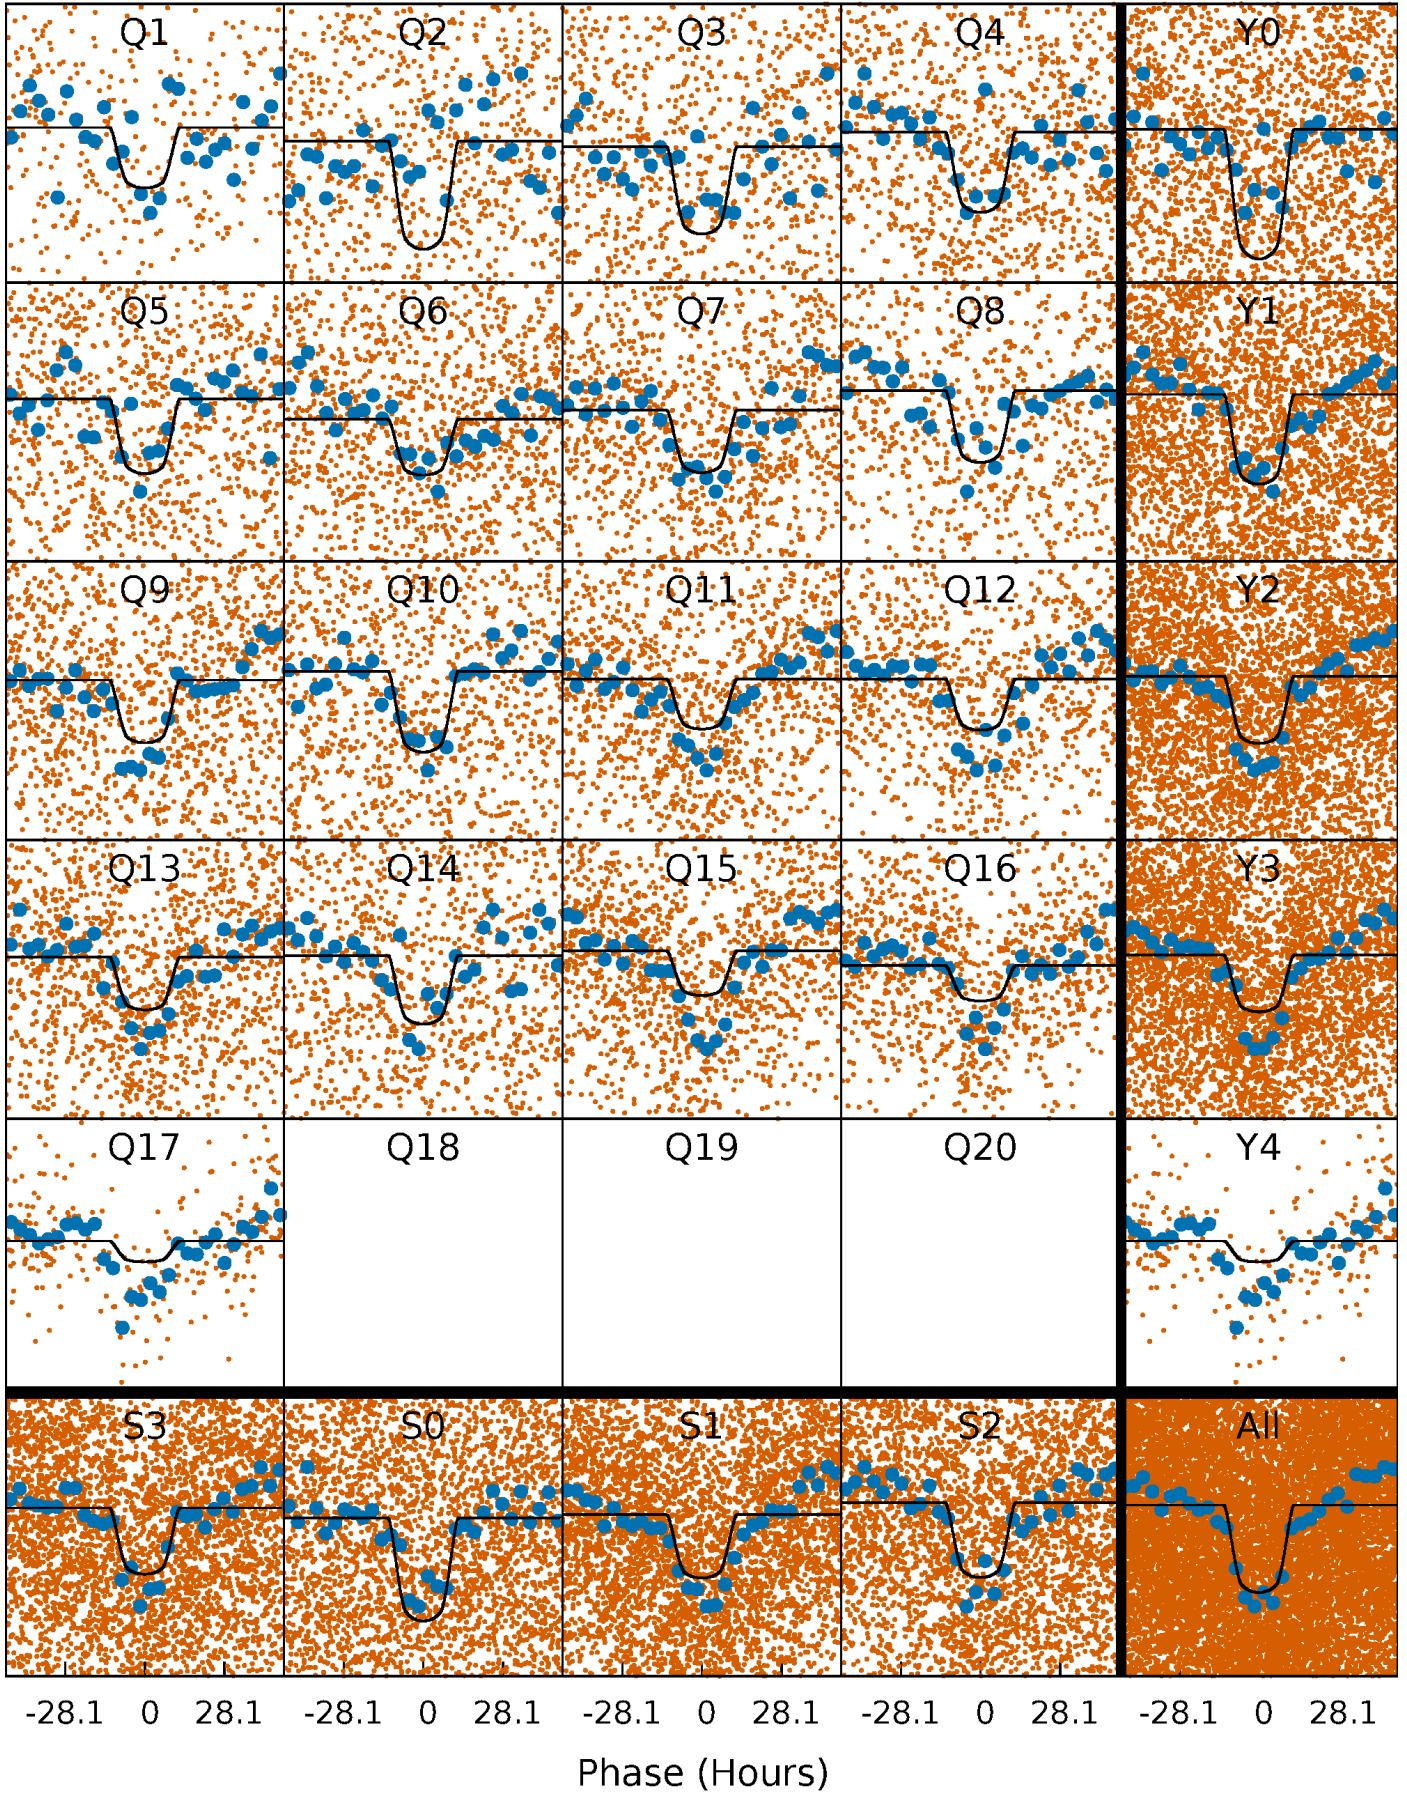 Q1 Q2 Q3 Q4 Y0
Q5 Q6 Q7 Q8 Y1
Q9 Q10 Q11 Q12 Y2
Q13 Q14 Q15 Q16 Y3
Q17 Q18 Q19 Q20 Y4
S3 S0 S1 S2 All
-28.1 0 28.1 -28.1 0 28.1 -28.1 0 28.1 -28.1 0 28.1 -28.1 0 28.1
Phase (Hours)